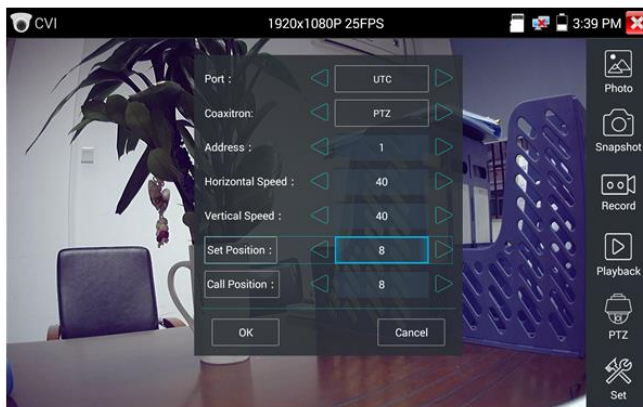 CVI 1920x1080P 25FPS 3:39 PM
Port : UTC
Coaxitron: PTZ
Address : 1
Horizontal Speed : 40
Vertical Speed : 40
Set Position : 8
Call Position : 8
OK Cancel
Photo
Snapshot
Record
Playback
PTZ
Set